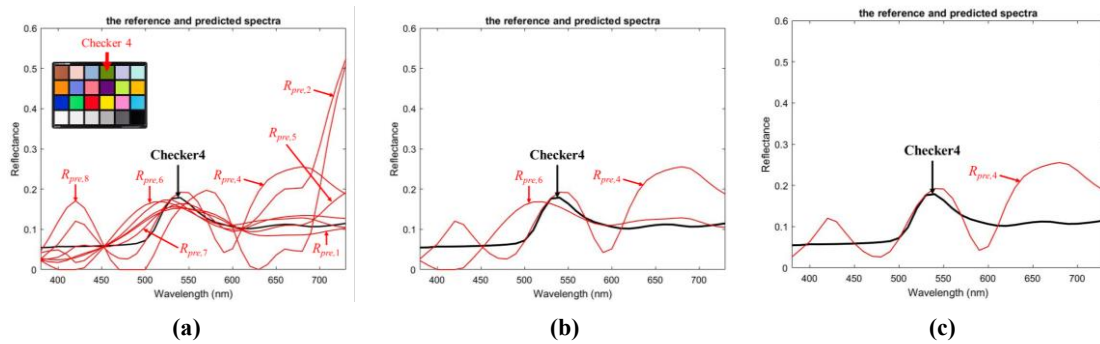 the reference and predicted spectra
0.6
0.5
0.4
0.3
0.2
0.1
0
Reflectance
Checker 4
Checker4
Rpre,2
Rpre,5
Rpre,8
Rpre,6
Rpre,4
Rpre,7
Rpre,1
400 450 500 550 600 650 700
Wavelength (nm)
(a)
the reference and predicted spectra
0.6
0.5
0.4
0.3
0.2
0.1
0
Reflectance
Checker4
Rpre,6
Rpre,4
400 450 500 550 600 650 700
Wavelength (nm)
(b)
the reference and predicted spectra
0.6
0.5
0.4
0.3
0.2
0.1
0
Reflectance
Checker4
Rpre,4
400 450 500 550 600 650 700
Wavelength (nm)
(c)